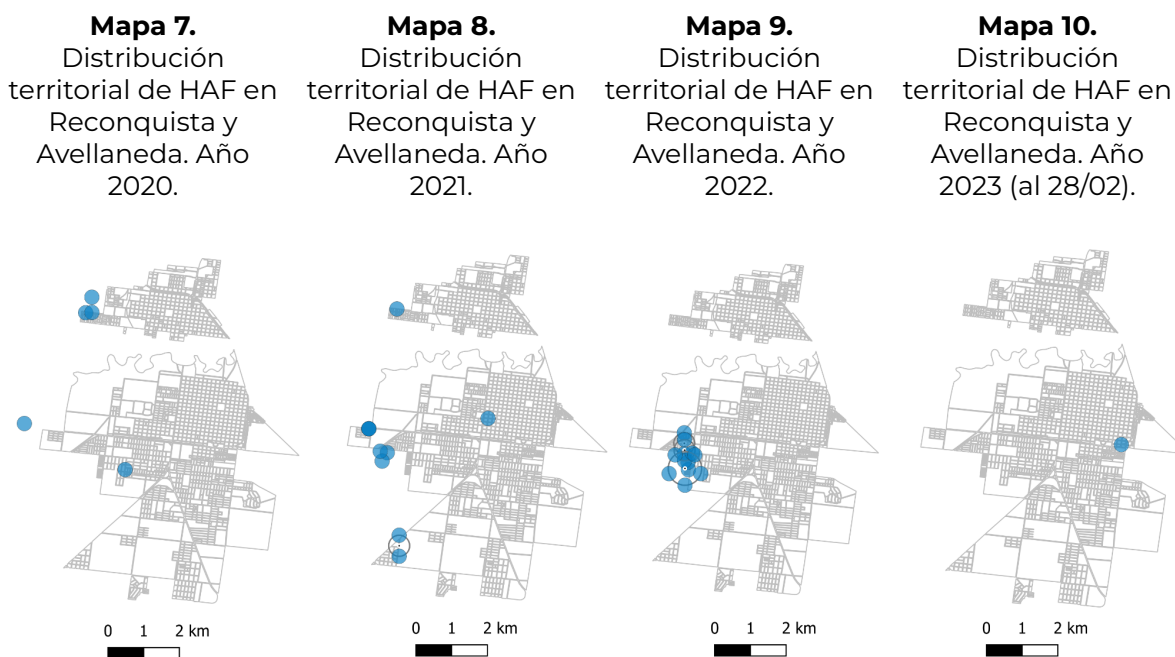 Mapa 7.
Distribución
territorial de HAF en
Reconquista y
Avellaneda. Año
2020.
Mapa 8.
Distribución
territorial de HAF en
Reconquista y
Avellaneda. Año
2021.
Mapa 9.
Distribución
territorial de HAF en
Reconquista y
Avellaneda. Año
2022.
Mapa 10.
Distribución
territorial de HAF en
Reconquista y
Avellaneda. Año
2023 (al 28/02).
0 1 2 km
0 1 2 km
0 1 2 km
0 1 2 km